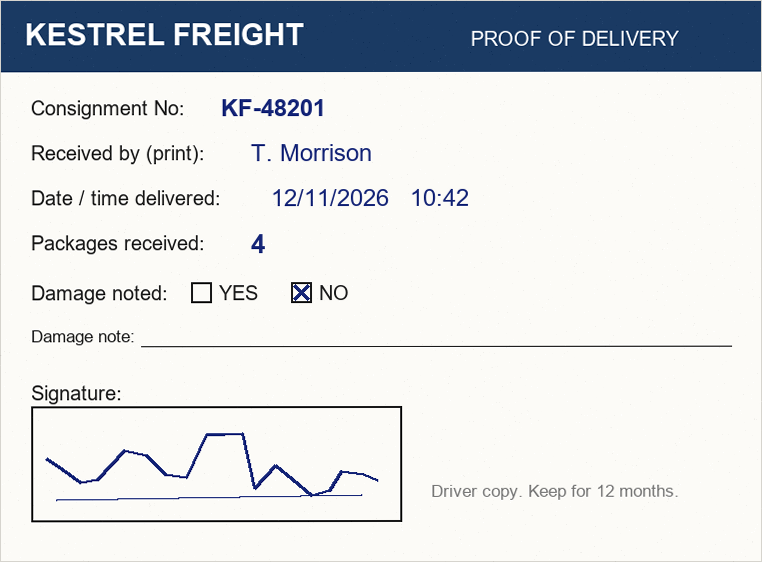 KESTREL FREIGHT PROOF OF DELIVERY
Consignment No: KF-48201
Received by (print): T. Morrison
Date / time delivered: 12/11/2026 10:42
Packages received: 4
Damage noted: YES NO
Damage note:
Signature:
Driver copy. Keep for 12 months.